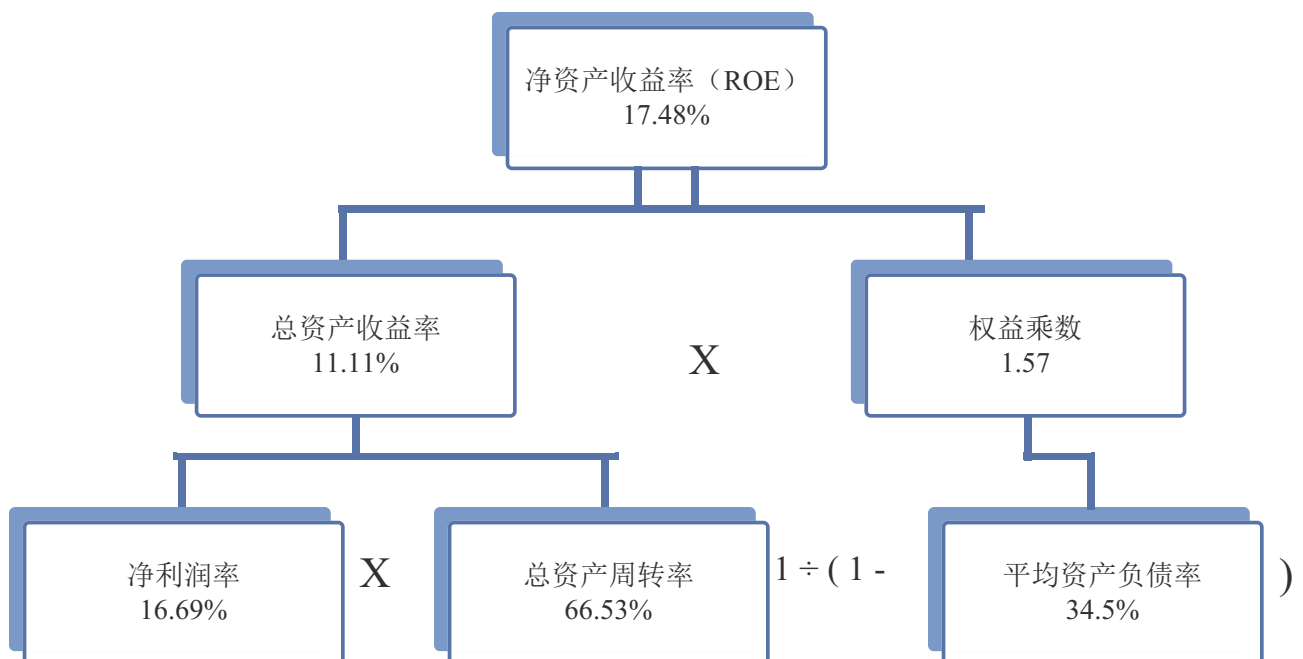 净资产收益率（ROE）
17.48%
总资产收益率
11.11%
X
权益乘数
1.57
净利润率
16.69%
X
总资产周转率
66.53%
1 ÷ ( 1 -
平均资产负债率
34.5%
)